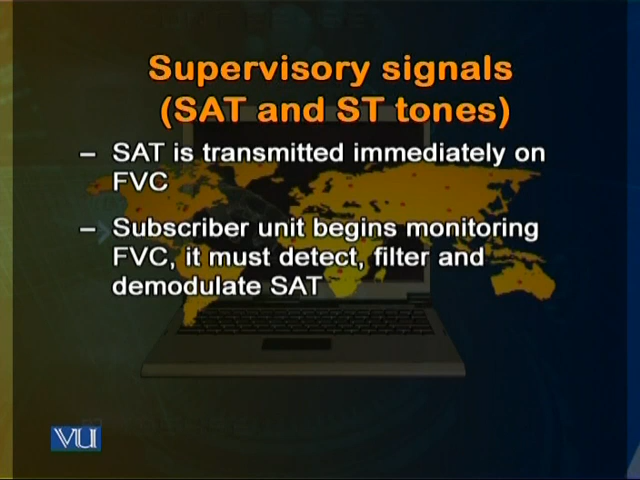 Supervisory signals
(SAT and ST tones)
– SAT is transmitted immediately on
FVC
– Subscriber unit begins monitoring
FVC, it must detect, filter and
demodulate SAT
VU